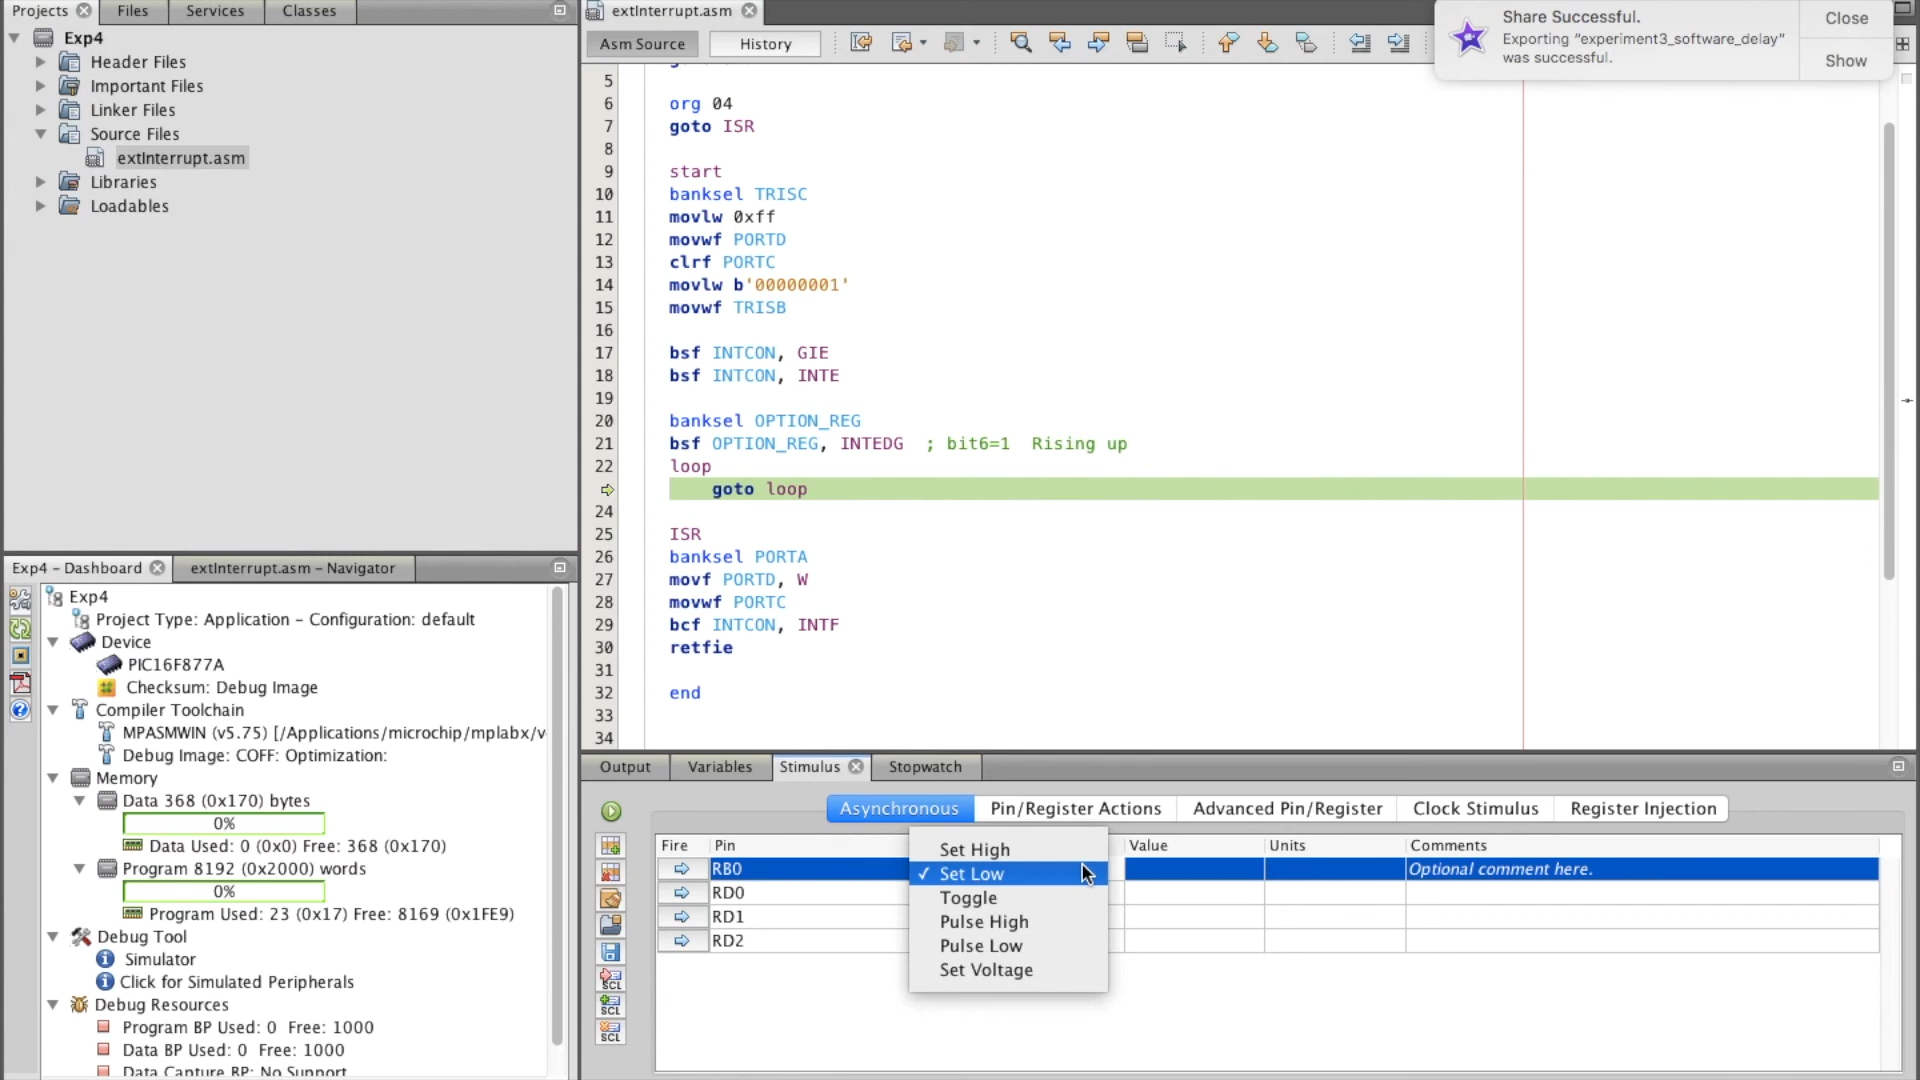 Projects
Files
Services
Classes
Exp4
Header Files
Important Files
Linker Files
Source Files
extInterrupt.asm
Libraries
Loadables
Exp4 – Dashboard
extInterrupt.asm – Navigator
Exp4
Project Type: Application – Configuration: default
Device
PIC16F877A
Checksum: Debug Image
Compiler Toolchain
MPASMWIN (v5.75) [/Applications/microchip/mplabx/v
Debug Image: COFF: Optimization:
Memory
Data 368 (0x170) bytes
0%
Data Used: 0 (0x0) Free: 368 (0x170)
Program 8192 (0x2000) words
0%
Program Used: 23 (0x17) Free: 8169 (0x1FE9)
Debug Tool
Simulator
Click for Simulated Peripherals
Debug Resources
Program BP Used: 0 Free: 1000
Data BP Used: 0 Free: 1000
Data Capture BP: No Support
extInterrupt.asm
Asm Source
History
5
6 org 04
7 goto ISR
8
9 start
10 banksel TRISC
11 movlw 0xff
12 movwf PORTD
13 clrf PORTC
14 movlw b'00000001'
15 movwf TRISB
16
17 bsf INTCON, GIE
18 bsf INTCON, INTE
19
20 banksel OPTION_REG
21 bsf OPTION_REG, INTEDG ; bit6=1 Rising up
22 loop
goto loop
24
25 ISR
26 banksel PORTA
27 movf PORTD, W
28 movwf PORTC
29 bcf INTCON, INTF
30 retfie
31
32 end
33
34
Share Successful.
Exporting "experiment3_software_delay"
was successful.
Close
Show
Output
Variables
Stimulus
Stopwatch
Asynchronous
Pin/Register Actions
Advanced Pin/Register
Clock Stimulus
Register Injection
Fire Pin Value Units Comments
RB0 Optional comment here.
RD0
RD1
RD2
Set High
✓ Set Low
Toggle
Pulse High
Pulse Low
Set Voltage
SCL
SCL
SCL